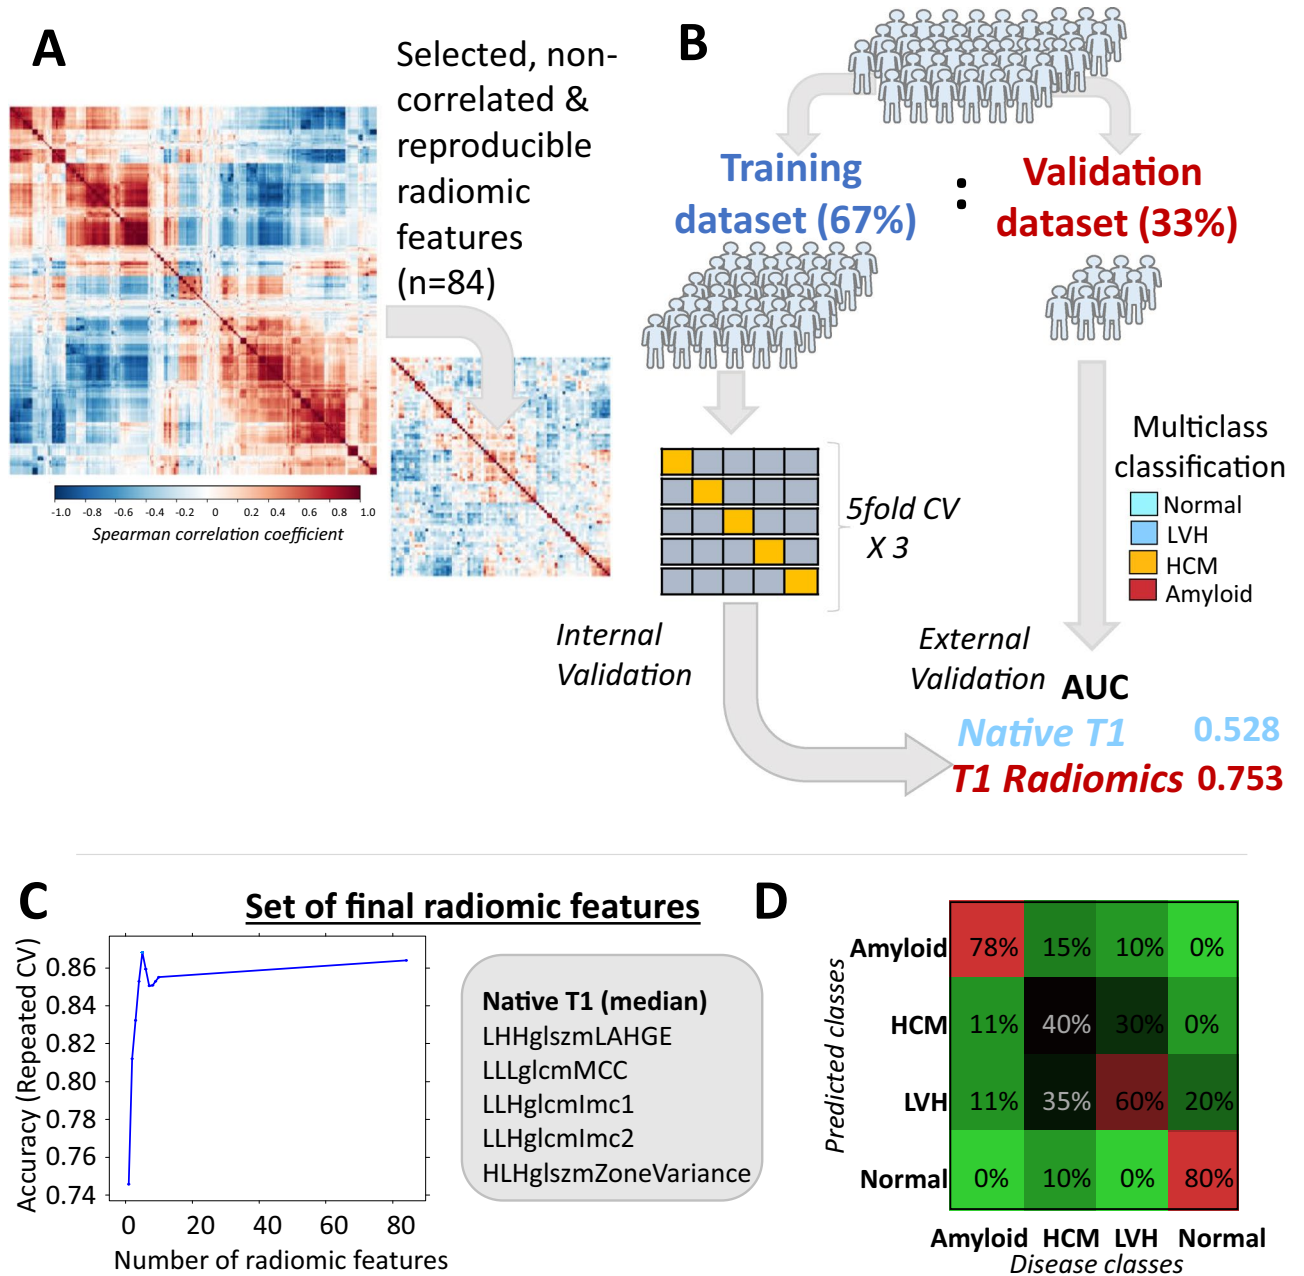 A
Selected, non-
correlated &
reproducible
radiomic
features
(n=84)
-1.0 -0.8 -0.6 -0.4 -0.2 0 0.2 0.4 0.6 0.8 1.0
Spearman correlation coefficient
B
Training
dataset (67%)
:
Validation
dataset (33%)
5fold CV
X 3
Multiclass
classification
Normal
LVH
HCM
Amyloid
Internal
Validation
External
Validation
AUC
Native T1 0.528
T1 Radiomics 0.753
C
Set of final radiomic features
Accuracy (Repeated CV)
0.86
0.84
0.82
0.80
0.78
0.76
0.74
0 20 40 60 80
Number of radiomic features
Native T1 (median)
LHHglszmLAHGE
LLLglcmMCC
LLHglcmImc1
LLHglcmImc2
HLHglszmZoneVariance
D
Predicted classes
Amyloid 78% 15% 10% 0%
HCM 11% 40% 30% 0%
LVH 11% 35% 60% 20%
Normal 0% 10% 0% 80%
Amyloid HCM LVH Normal
Disease classes